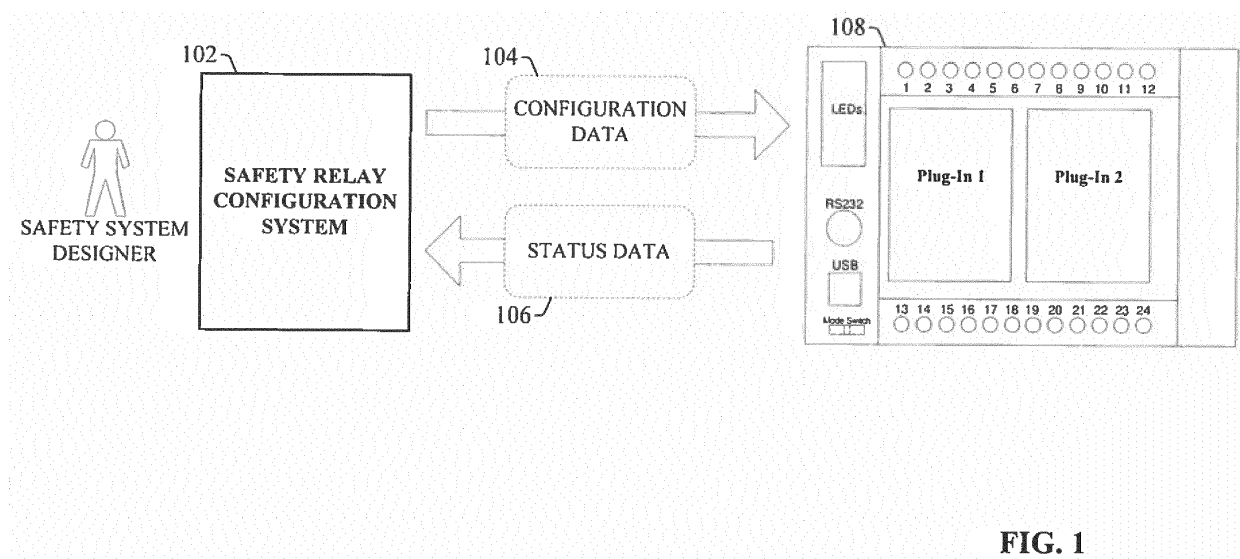 102
104
108
CONFIGURATION
DATA
SAFETY RELAY
CONFIGURATION
SYSTEM
SAFETY SYSTEM
DESIGNER
STATUS DATA
106
1 2 3 4 5 6 7 8 9 10 11 12
LEDs
Plug-In 1
Plug-In 2
RS232
USB
Mode Switch
13 14 15 16 17 18 19 20 21 22 23 24
FIG. 1